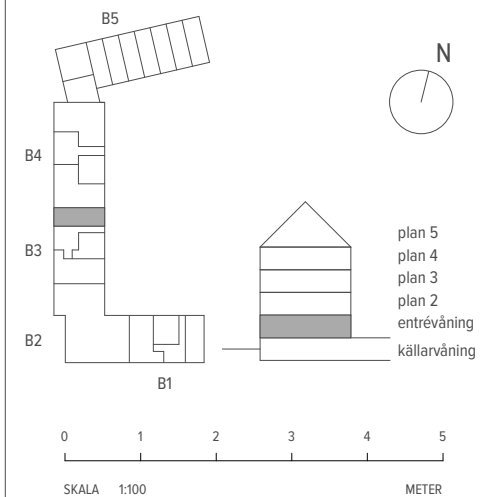 B5
N
B4
B3
B2
B1
plan 5
plan 4
plan 3
plan 2
entrévåning
källarvåning
0 1 2 3 4 5
SKALA 1:100 METER